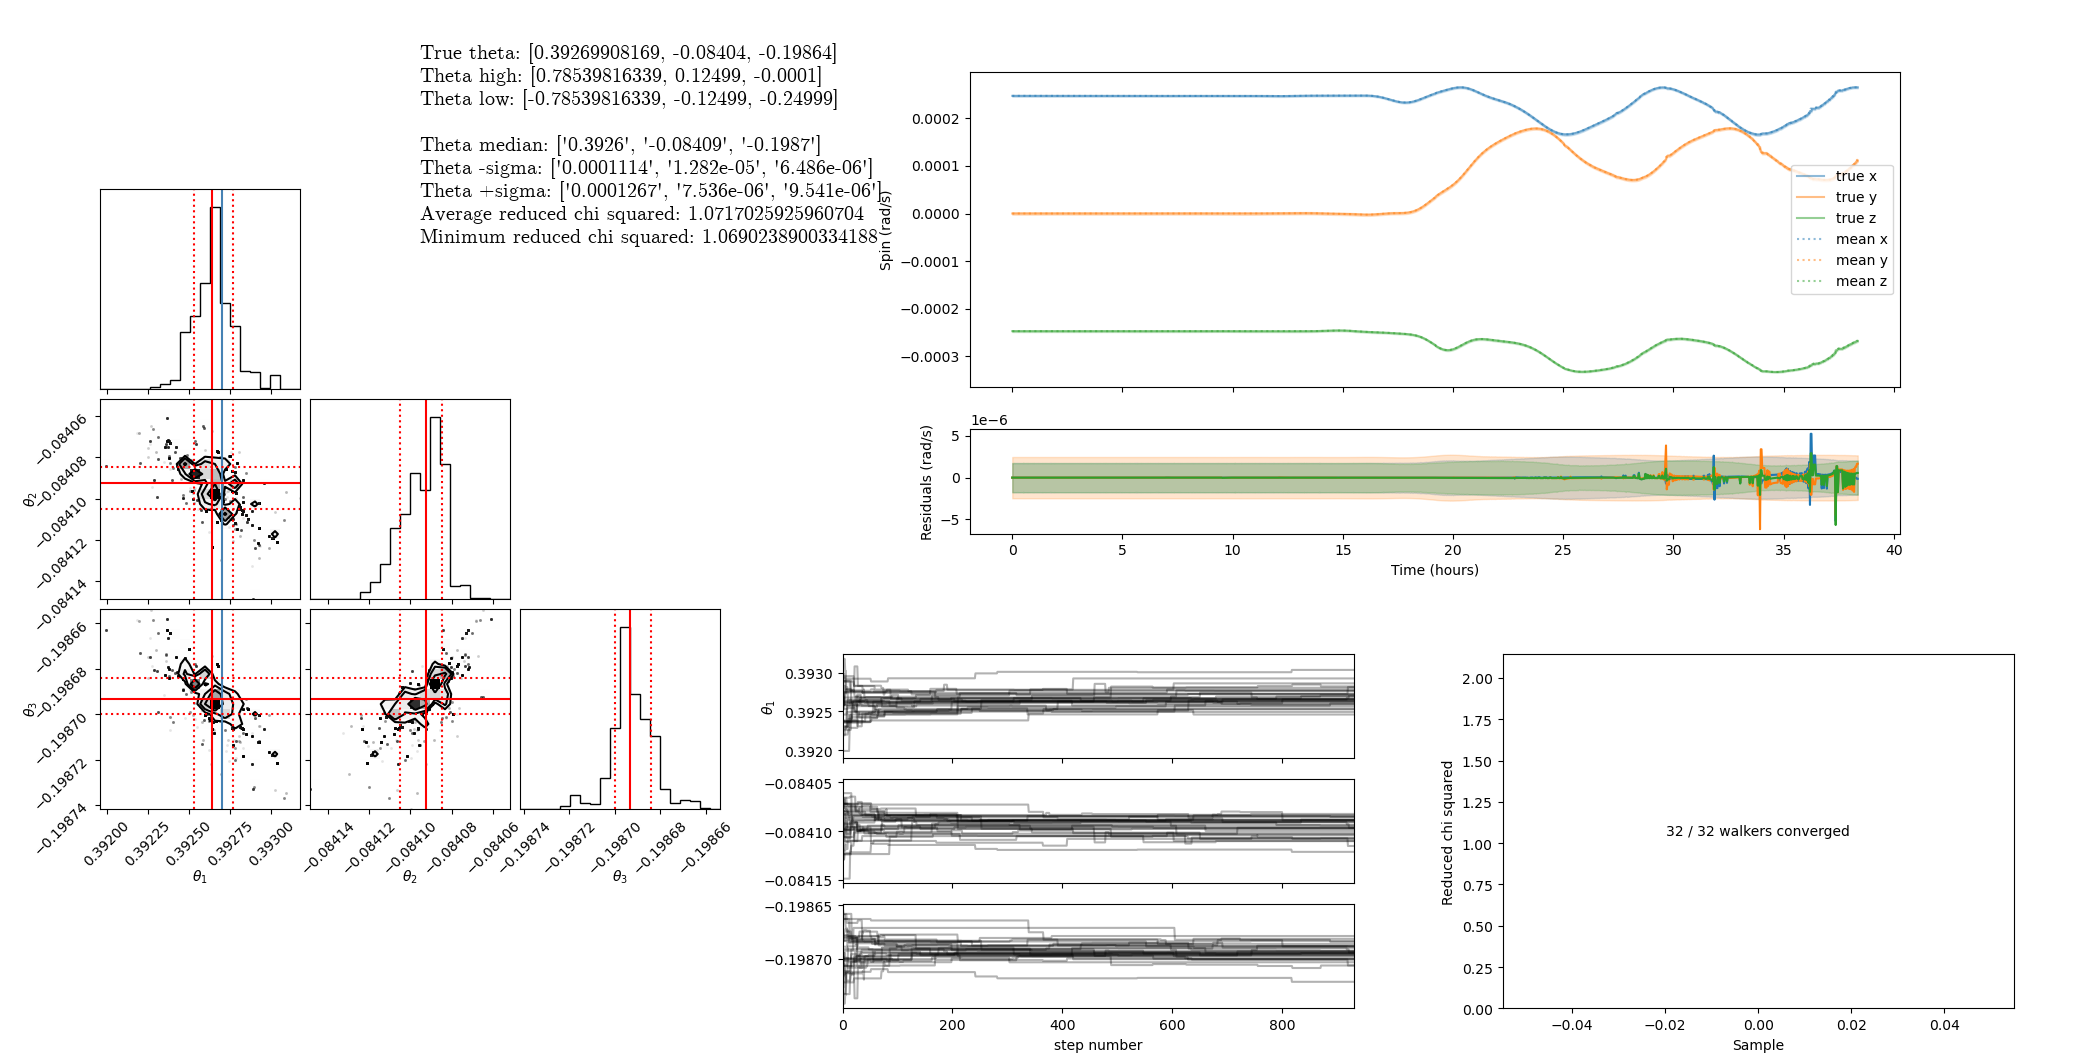 True theta: [0.39269908169, -0.08404, -0.19864]
Theta high: [0.78539816339, 0.12499, -0.0001]
Theta low: [-0.78539816339, -0.12499, -0.24999]
Theta median: ['0.3926', '-0.08409', '-0.1987']
Theta -sigma: ['0.0001114', '1.282e-05', '6.486e-06']
Theta +sigma: ['0.0001267', '7.536e-06', '9.541e-06']
Average reduced chi squared: 1.0717025925960704
Minimum reduced chi squared: 1.0690238900334188
0.0002
0.0001
0.0000
−0.0001
−0.0002
−0.0003
Spin (rad/s)
true x
true y
true z
mean x
mean y
mean z
1e−6
5
0
−5
Residuals (rad/s)
0
5
10
15
20
25
30
35
40
Time (hours)
−0.08406
−0.08408
−0.08410
−0.08412
−0.08414
θ2
−0.19866
−0.19868
−0.19870
−0.19872
−0.19874
θ3
0.39200
0.39225
0.39250
0.39275
0.39300
θ1
−0.08414
−0.08412
−0.08410
−0.08408
−0.08406
θ2
−0.19874
−0.19872
−0.19870
−0.19868
−0.19866
θ3
0.3930
0.3925
0.3920
θ1
−0.08405
−0.08410
−0.08415
−0.19865
−0.19870
0
200
400
600
800
step number
2.00
1.75
1.50
1.25
1.00
0.75
0.50
0.25
0.00
Reduced chi squared
32 / 32 walkers converged
−0.04
−0.02
0.00
0.02
0.04
Sample